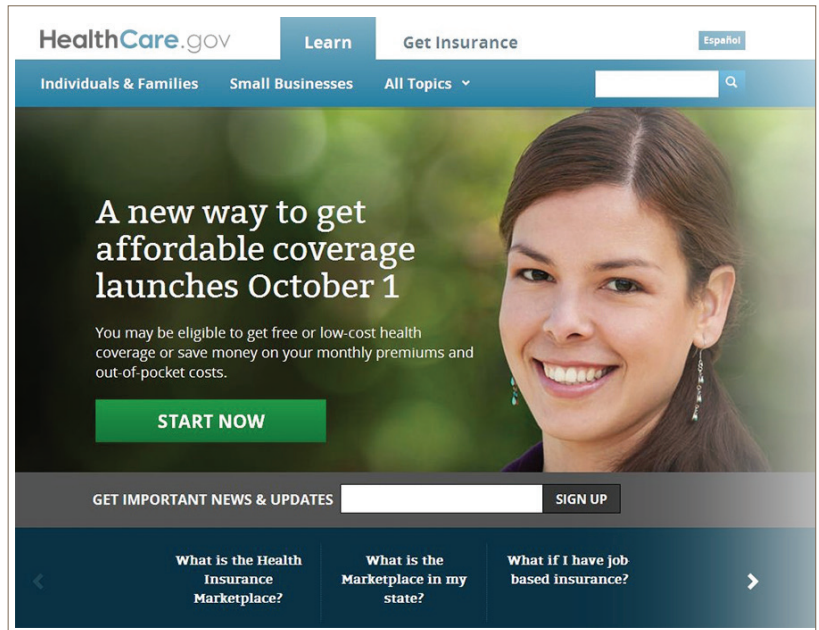 HealthCare.gov
Learn
Get Insurance
Español
Individuals & Families
Small Businesses
All Topics
A new way to get
affordable coverage
launches October 1
You may be eligible to get free or low-cost health
coverage or save money on your monthly premiums and
out-of-pocket costs.
START NOW
GET IMPORTANT NEWS & UPDATES
SIGN UP
What is the Health
Insurance
Marketplace?
What is the
Marketplace in my
state?
What if I have job
based insurance?